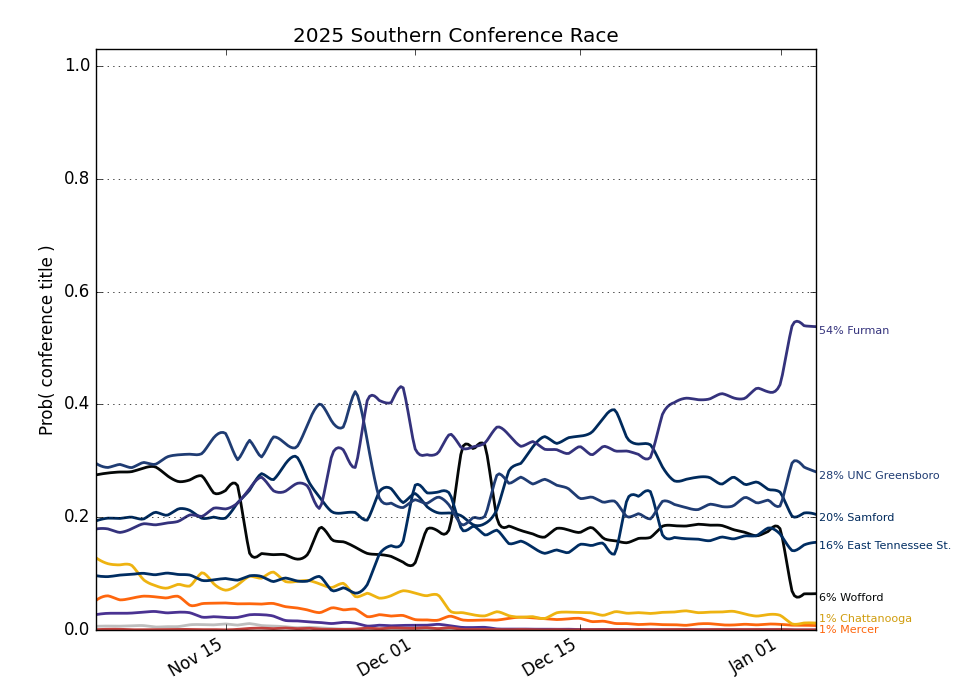 2025 Southern Conference Race
Prob( conference title )
1.0
0.8
0.6
0.4
0.2
0.0
54% Furman
28% UNC Greensboro
20% Samford
16% East Tennessee St.
6% Wofford
1% Chattanooga
1% Mercer
Nov 15
Dec 01
Dec 15
Jan 01